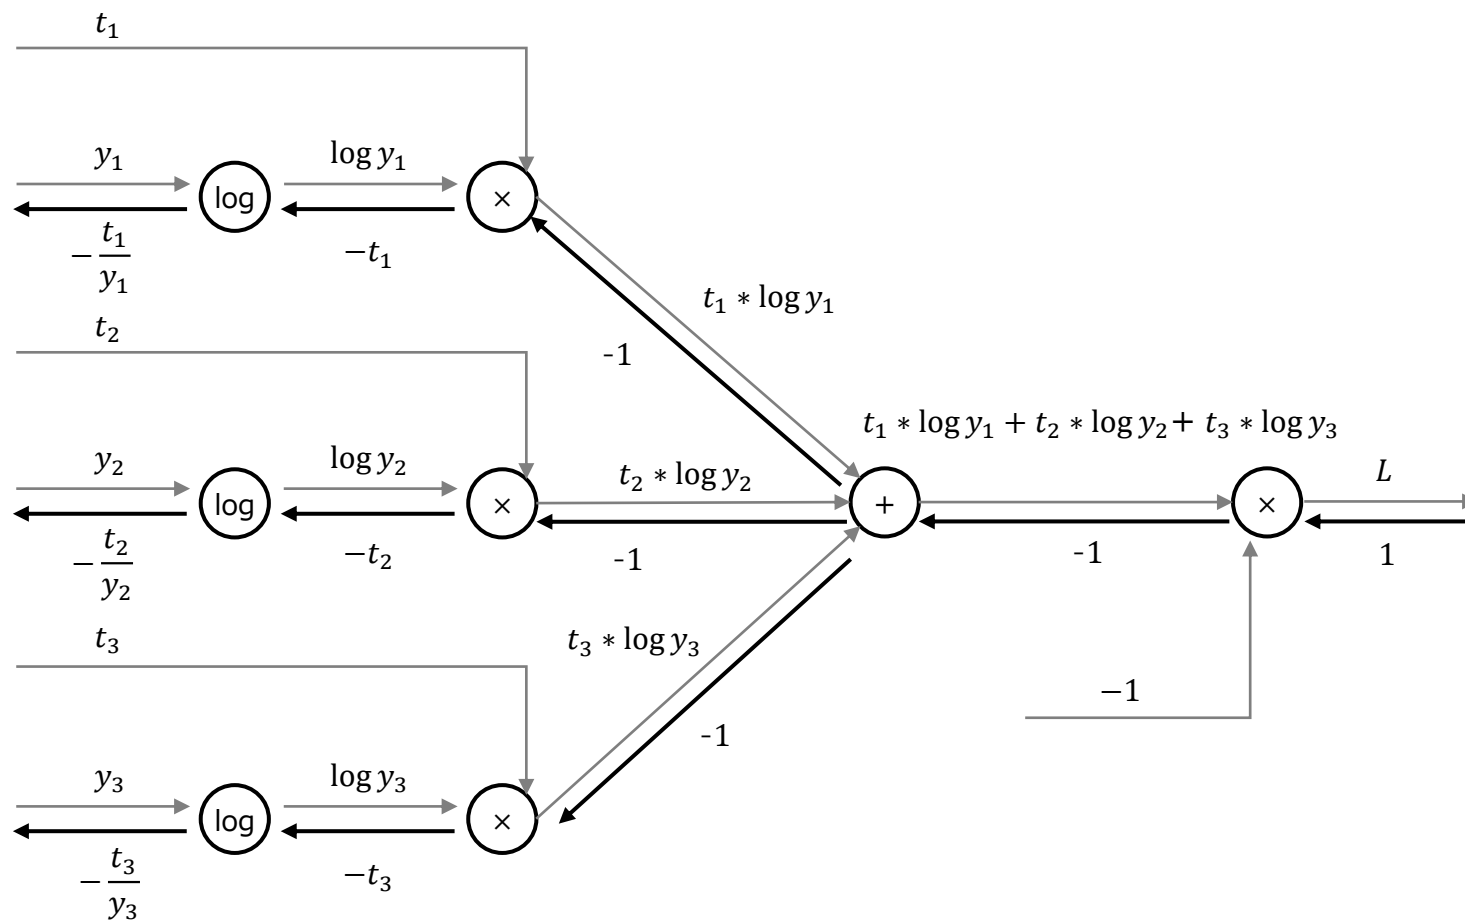 t₁
y₁
log
log y₁
×
−t₁/y₁
−t₁
t₁ ∗ log y₁
-1
t₂
y₂
log
log y₂
×
−t₂/y₂
−t₂
t₂ ∗ log y₂
-1
+
t₁ ∗ log y₁ + t₂ ∗ log y₂+ t₃ ∗ log y₃
-1
×
L
1
−1
t₃
y₃
log
log y₃
×
−t₃/y₃
−t₃
t₃ ∗ log y₃
-1